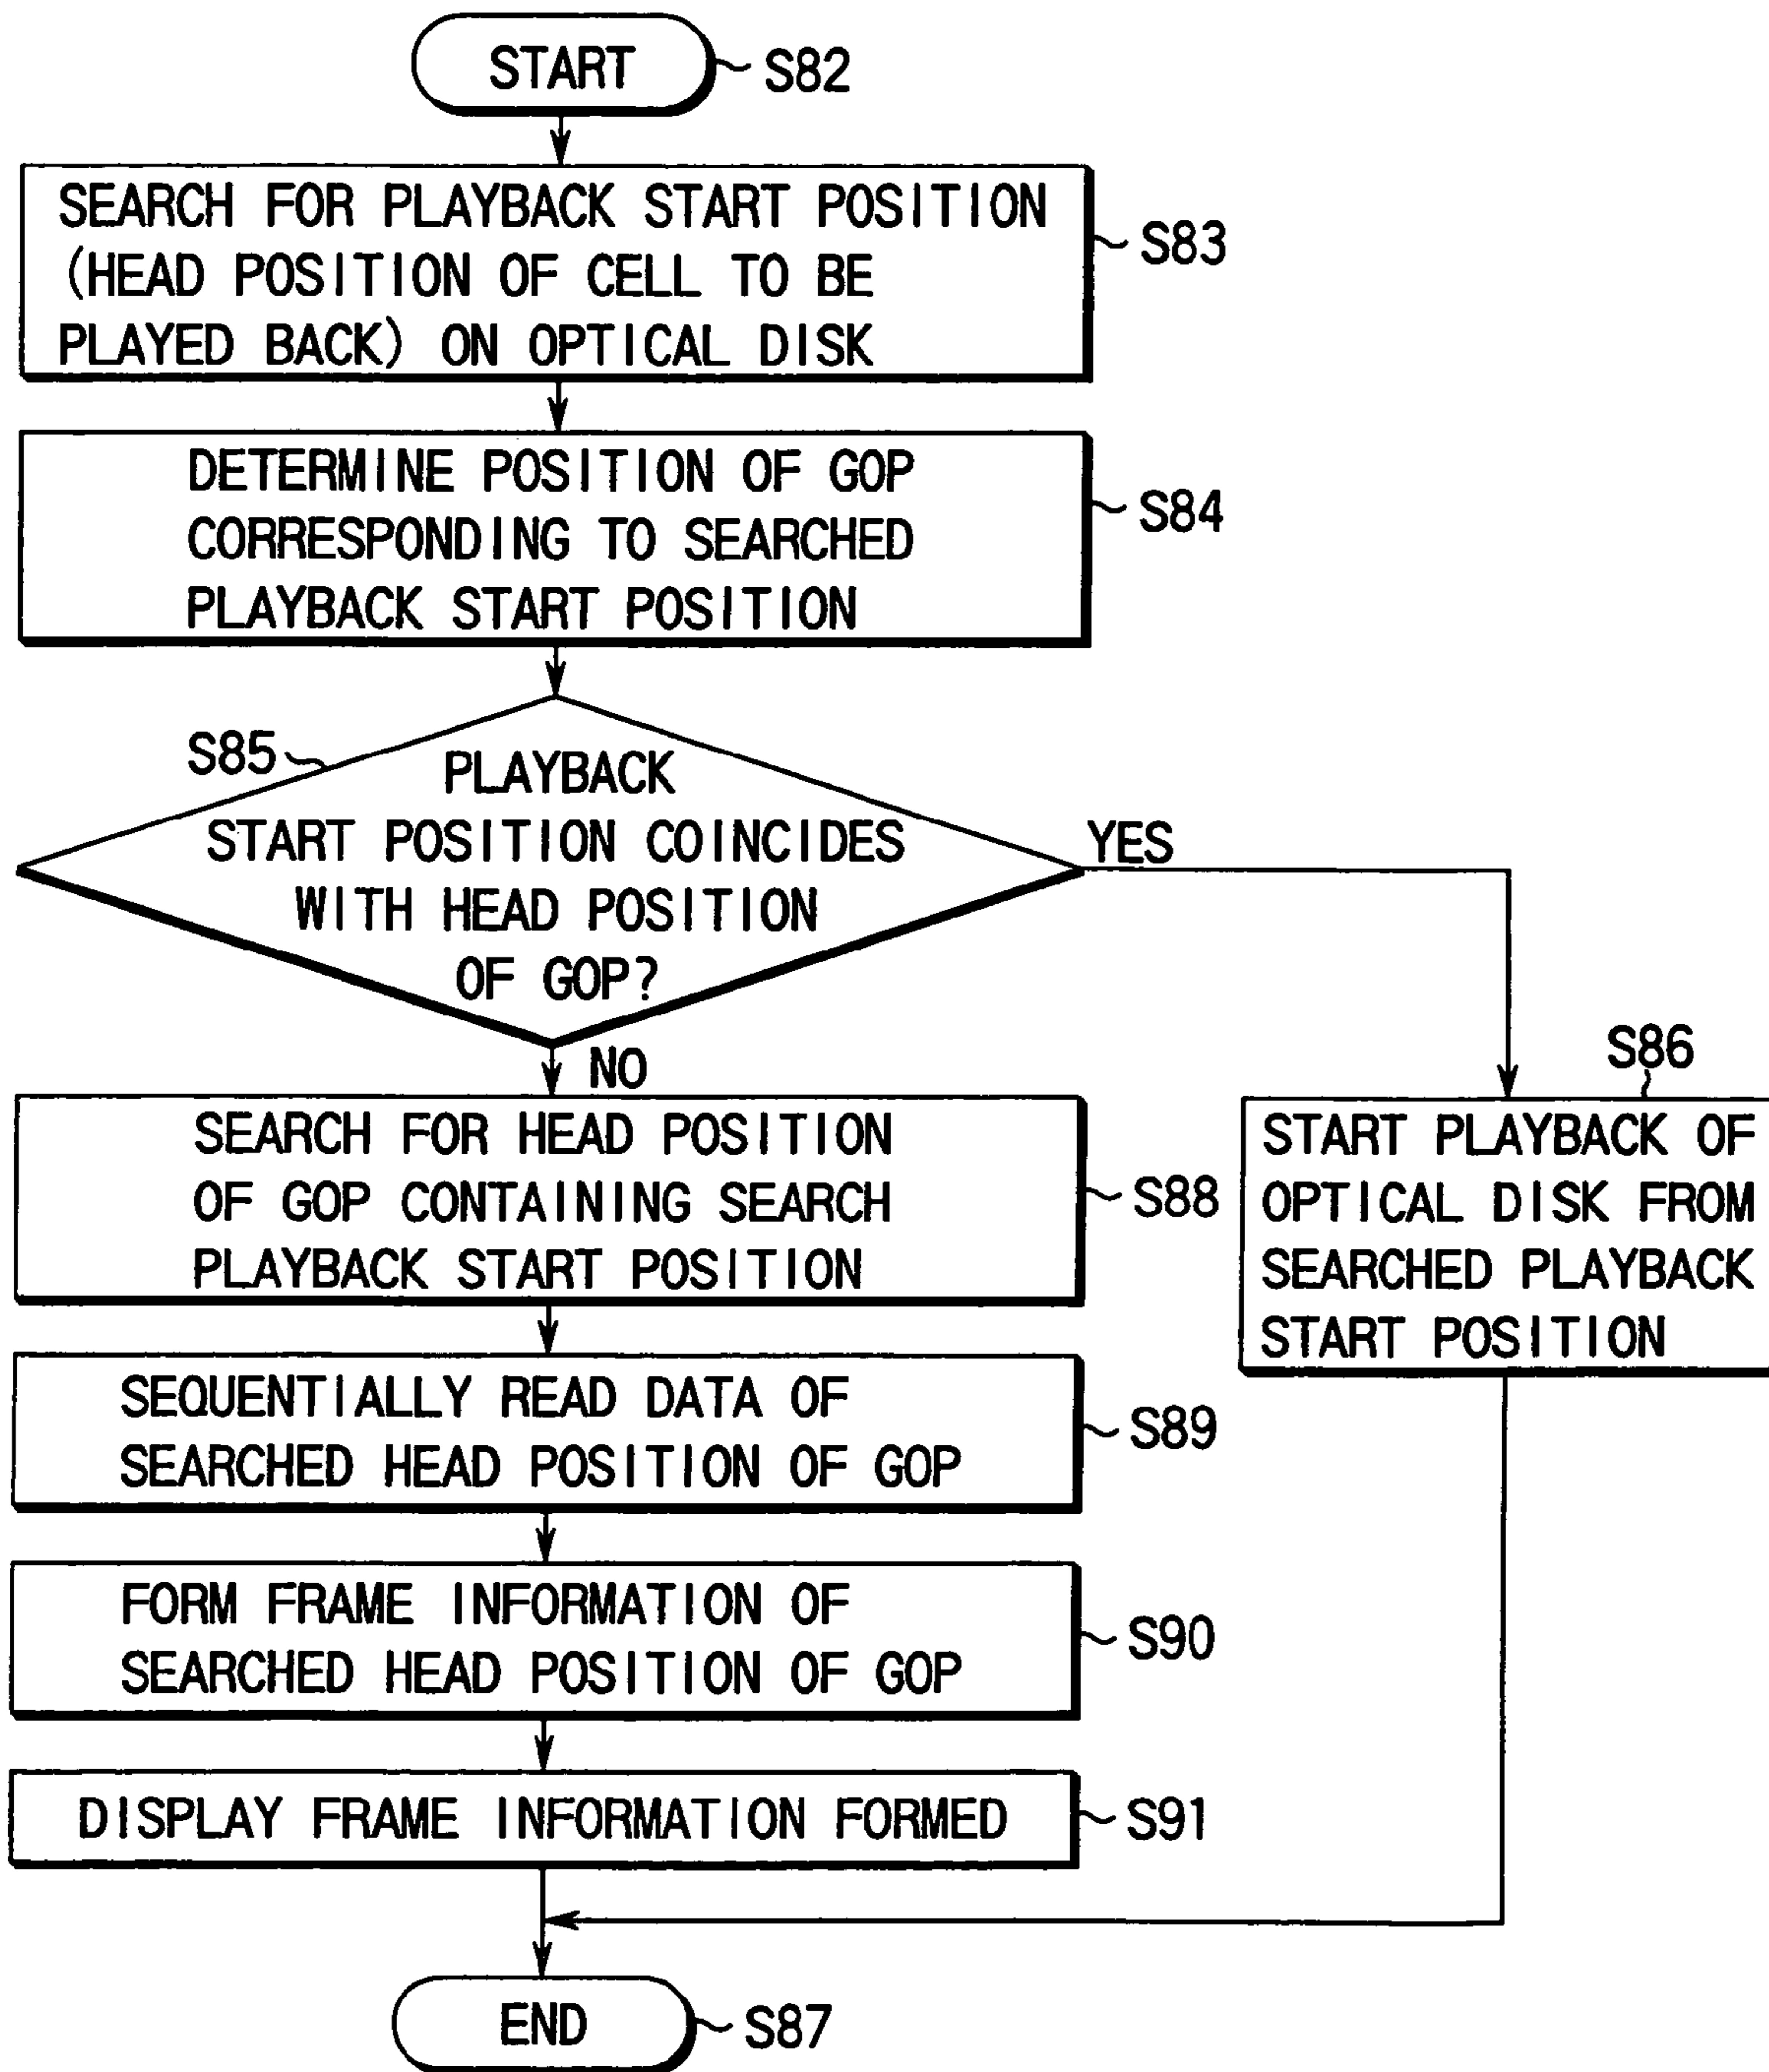 START
S82
SEARCH FOR PLAYBACK START POSITION
(HEAD POSITION OF CELL TO BE
PLAYED BACK) ON OPTICAL DISK
S83
DETERMINE POSITION OF GOP
CORRESPONDING TO SEARCHED
PLAYBACK START POSITION
S84
S85
PLAYBACK
START POSITION COINCIDES
WITH HEAD POSITION
OF GOP?
YES
NO
S86
START PLAYBACK OF
OPTICAL DISK FROM
SEARCHED PLAYBACK
START POSITION
SEARCH FOR HEAD POSITION
OF GOP CONTAINING SEARCH
PLAYBACK START POSITION
S88
SEQUENTIALLY READ DATA OF
SEARCHED HEAD POSITION OF GOP
S89
FORM FRAME INFORMATION OF
SEARCHED HEAD POSITION OF GOP
S90
DISPLAY FRAME INFORMATION FORMED
S91
END
S87